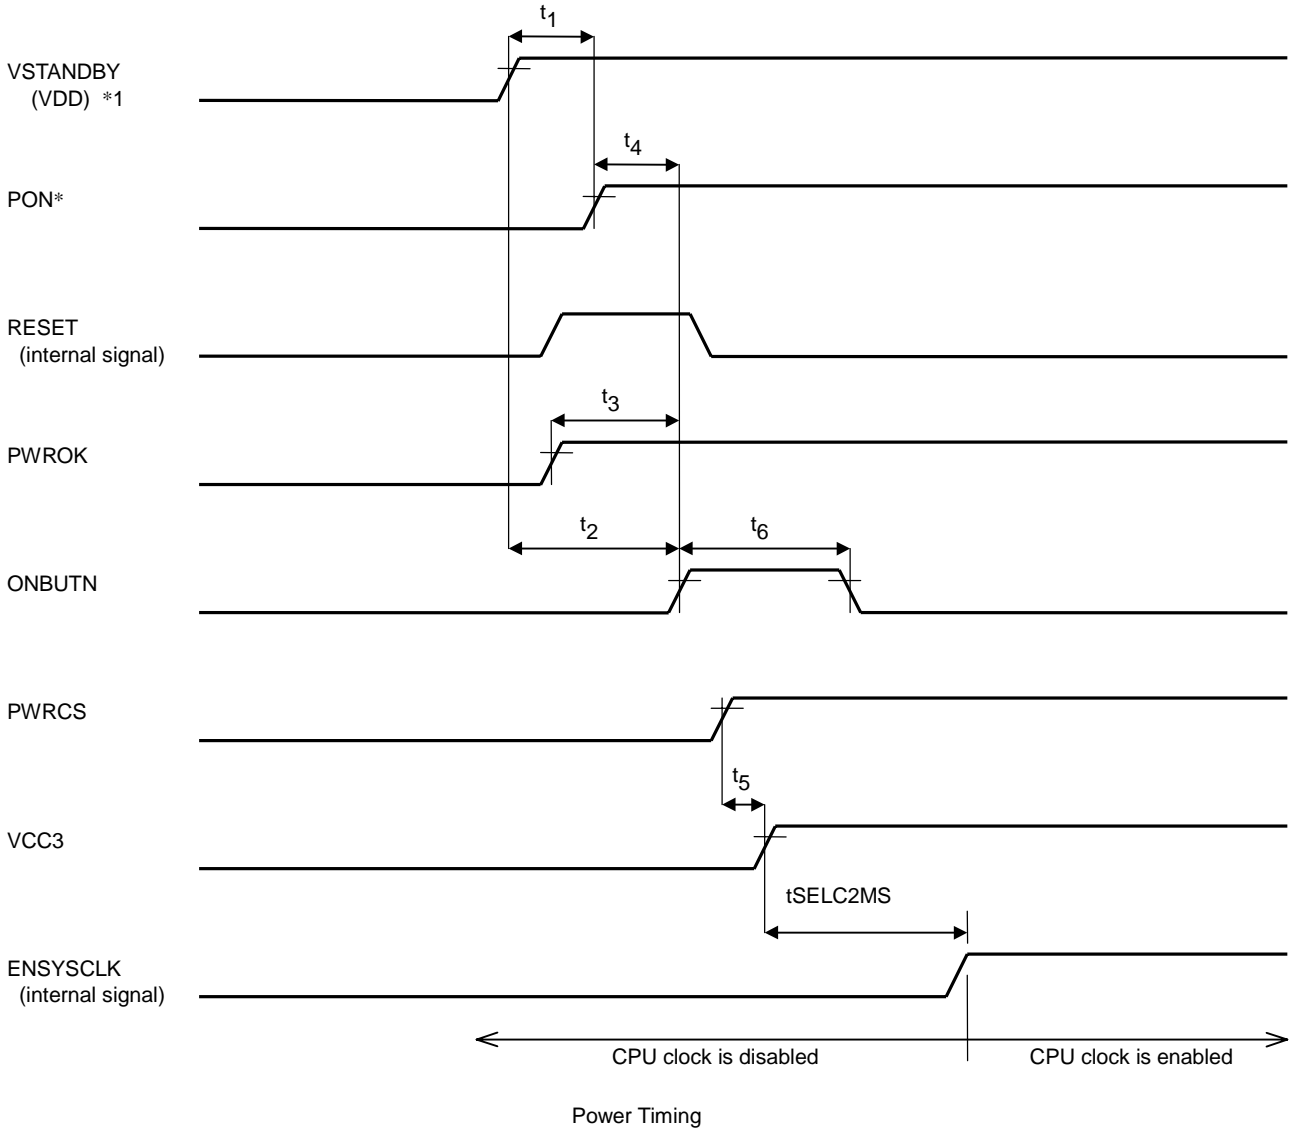 t1
VSTANDBY
(VDD) *1
t4
PON*
RESET
(internal signal)
t3
PWROK
t2
t6
ONBUTN
PWRCS
t5
VCC3
tSELC2MS
ENSYSCLK
(internal signal)
CPU clock is disabled
CPU clock is enabled
Power Timing